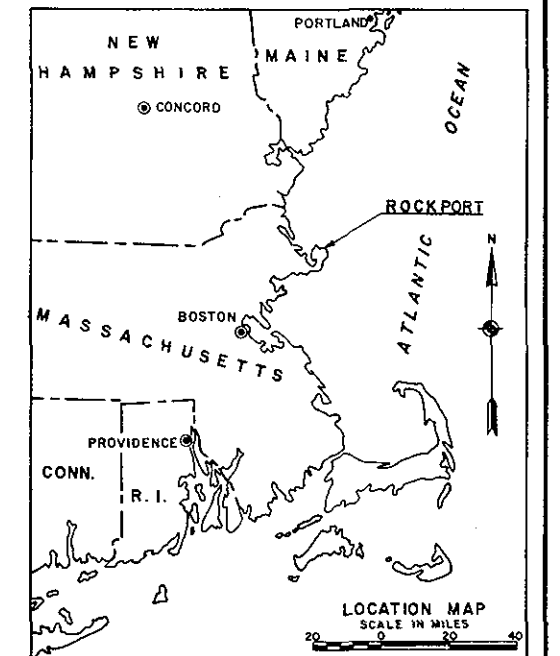 PORTLAND
NEW
HAMPSHIRE
MAINE
CONCORD
OCEAN
ROCKPORT
N
ATLANTIC
BOSTON
MASSACHUSETTS
PROVIDENCE
CONN.
R. I.
LOCATION MAP
SCALE IN MILES
20 0 20 40